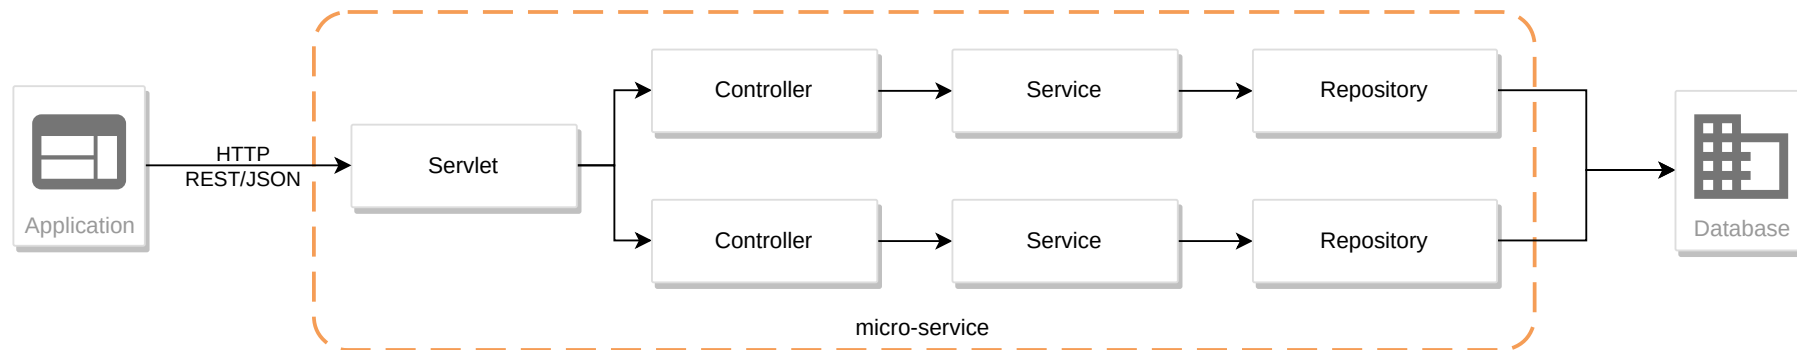 Controller
Service
Repository
HTTP
REST/JSON
Servlet
Application
Database
Controller
Service
Repository
micro-service